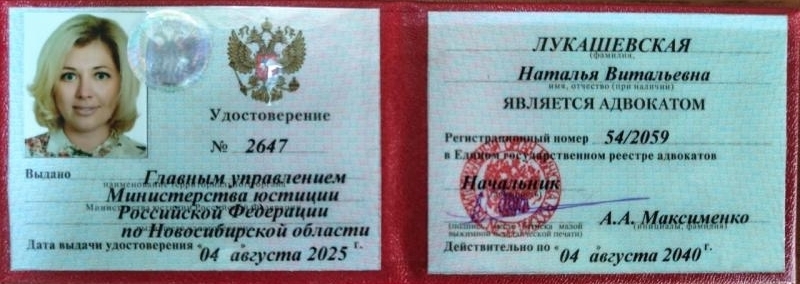 Удостоверение
№ 2647
Выдано Главным управлением
Министерства юстиции
Российской Федерации
по Новосибирской области
Дата выдачи удостоверения "04 августа 2025 г.
ЛУКАШЕВСКАЯ
(фамилия,
Наталья Витальевна
имя, отчество (при наличии)
ЯВЛЯЕТСЯ АДВОКАТОМ
Регистрационный номер 54/2059
в Едином государственном реестре адвокатов
Начальник
А.А. Максименко
(инициалы, фамилия)
Действительно по "04 августа 2040 г.